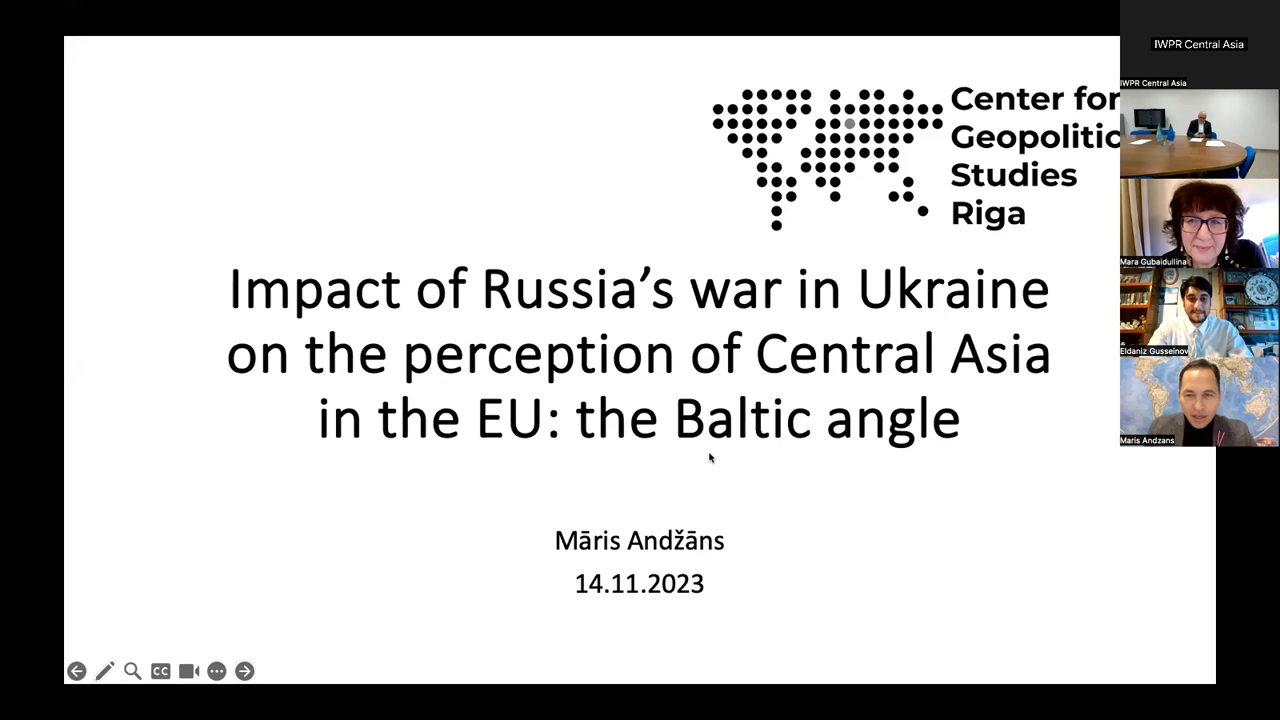 Center for
Geopolitic
Studies
Riga
Impact of Russia’s war in Ukraine
on the perception of Central Asia
in the EU: the Baltic angle
Māris Andžāns
14.11.2023
CC
IWPR Central Asia
IWPR Central Asia
Mara Gubaidullina
Eldaniz Gusseinov
Maris Andzans